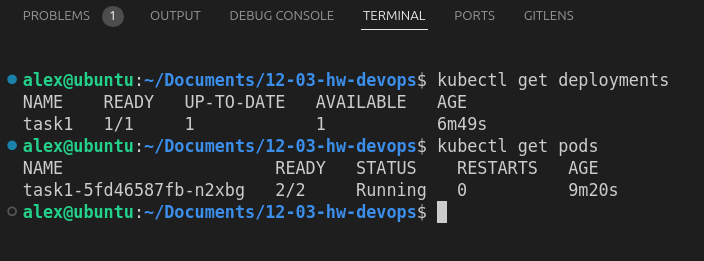 PROBLEMS 1 OUTPUT DEBUG CONSOLE TERMINAL PORTS GITLENS
alex@ubuntu:~/Documents/12-03-hw-devops$ kubectl get deployments
NAME READY UP-TO-DATE AVAILABLE AGE
task1 1/1 1 1 6m49s
alex@ubuntu:~/Documents/12-03-hw-devops$ kubectl get pods
NAME READY STATUS RESTARTS AGE
task1-5fd46587fb-n2xbg 2/2 Running 0 9m20s
alex@ubuntu:~/Documents/12-03-hw-devops$